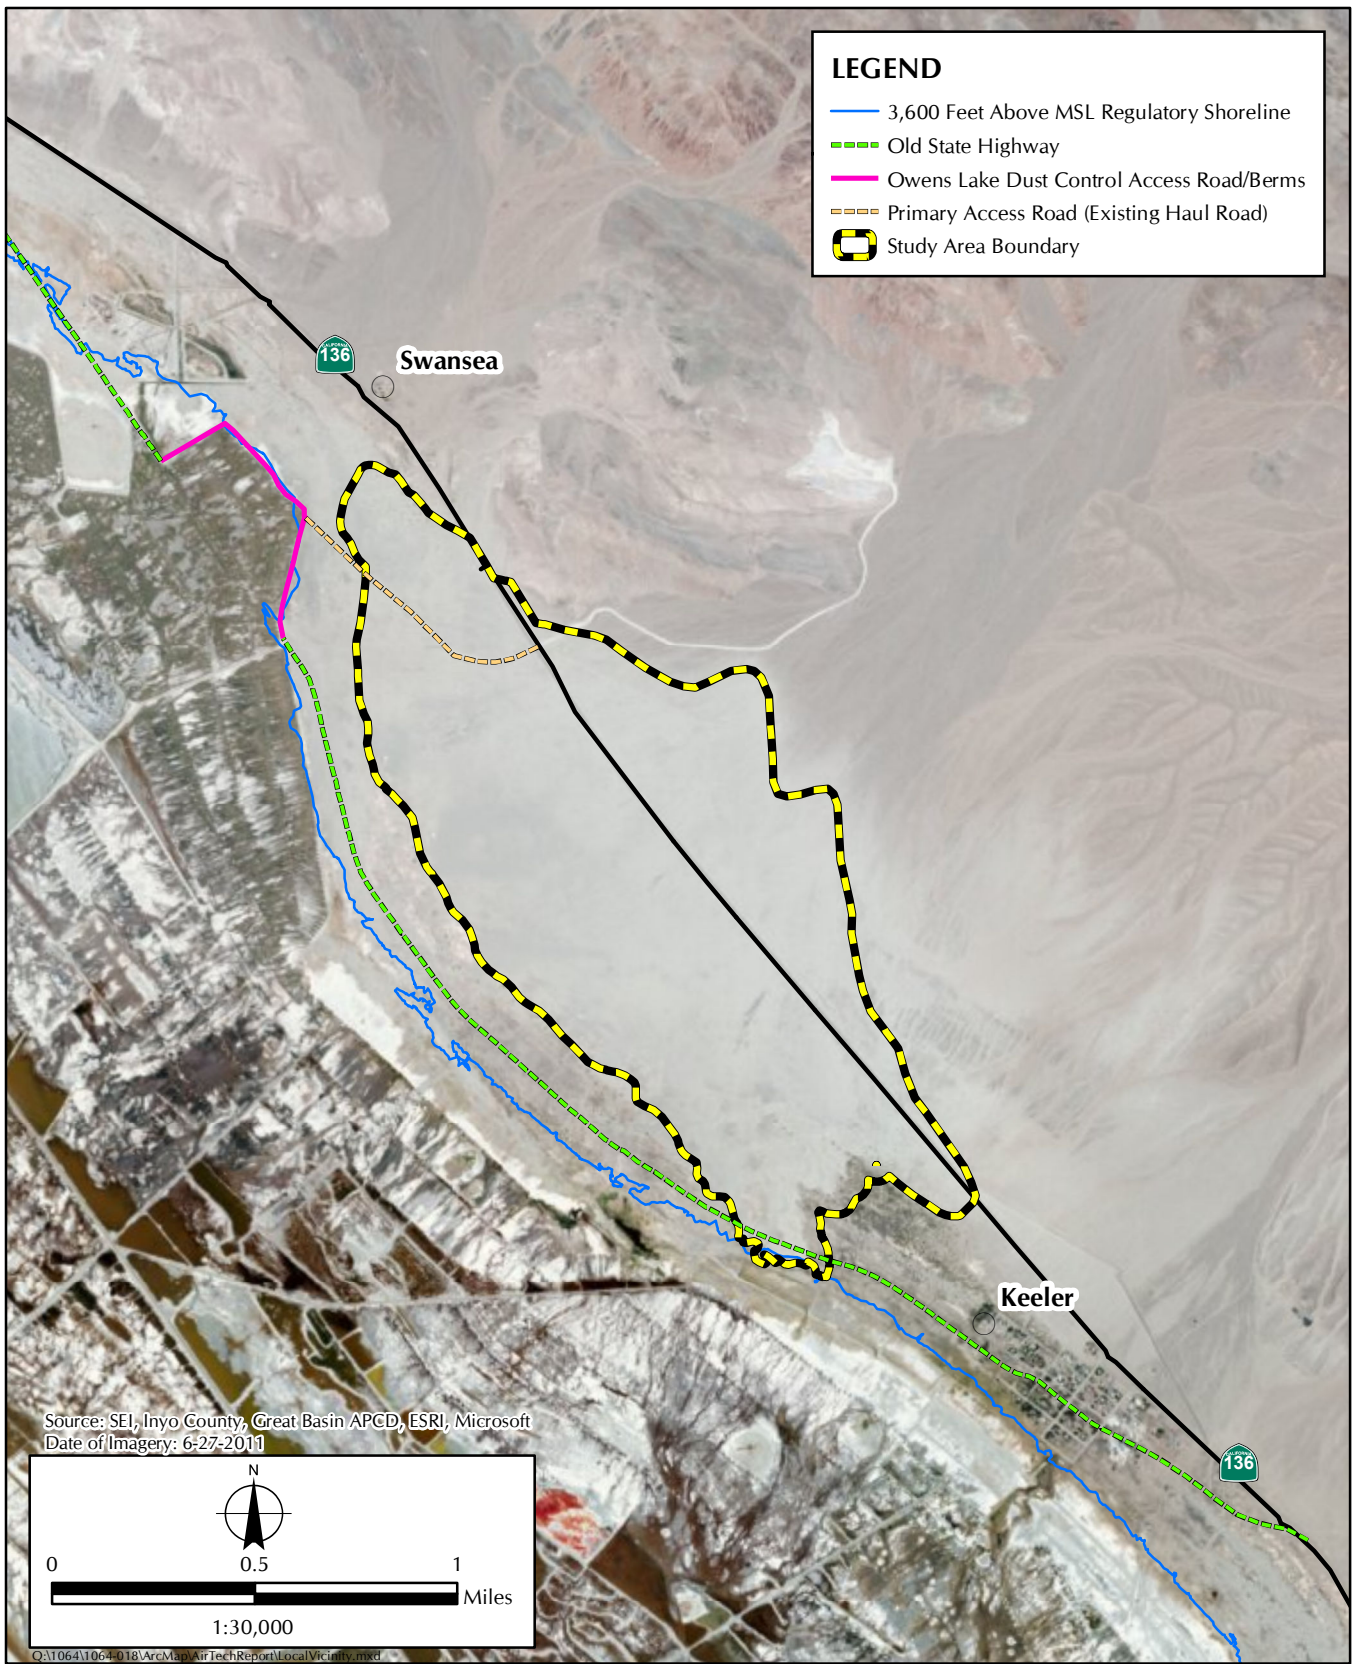 LEGEND
3,600 Feet Above MSL Regulatory Shoreline
Old State Highway
Owens Lake Dust Control Access Road/Berms
Primary Access Road (Existing Haul Road)
Study Area Boundary
CALIFORNIA
136
Swansea
Keeler
CALIFORNIA
136
Source: SEI, Inyo County, Great Basin APCD, ESRI, Microsoft
Date of Imagery: 6-27-2011
N
0 0.5 1
Miles
1:30,000
Q:\1064\1064-018\ArcMap\AirTechReport\LocalVicinity.mxd